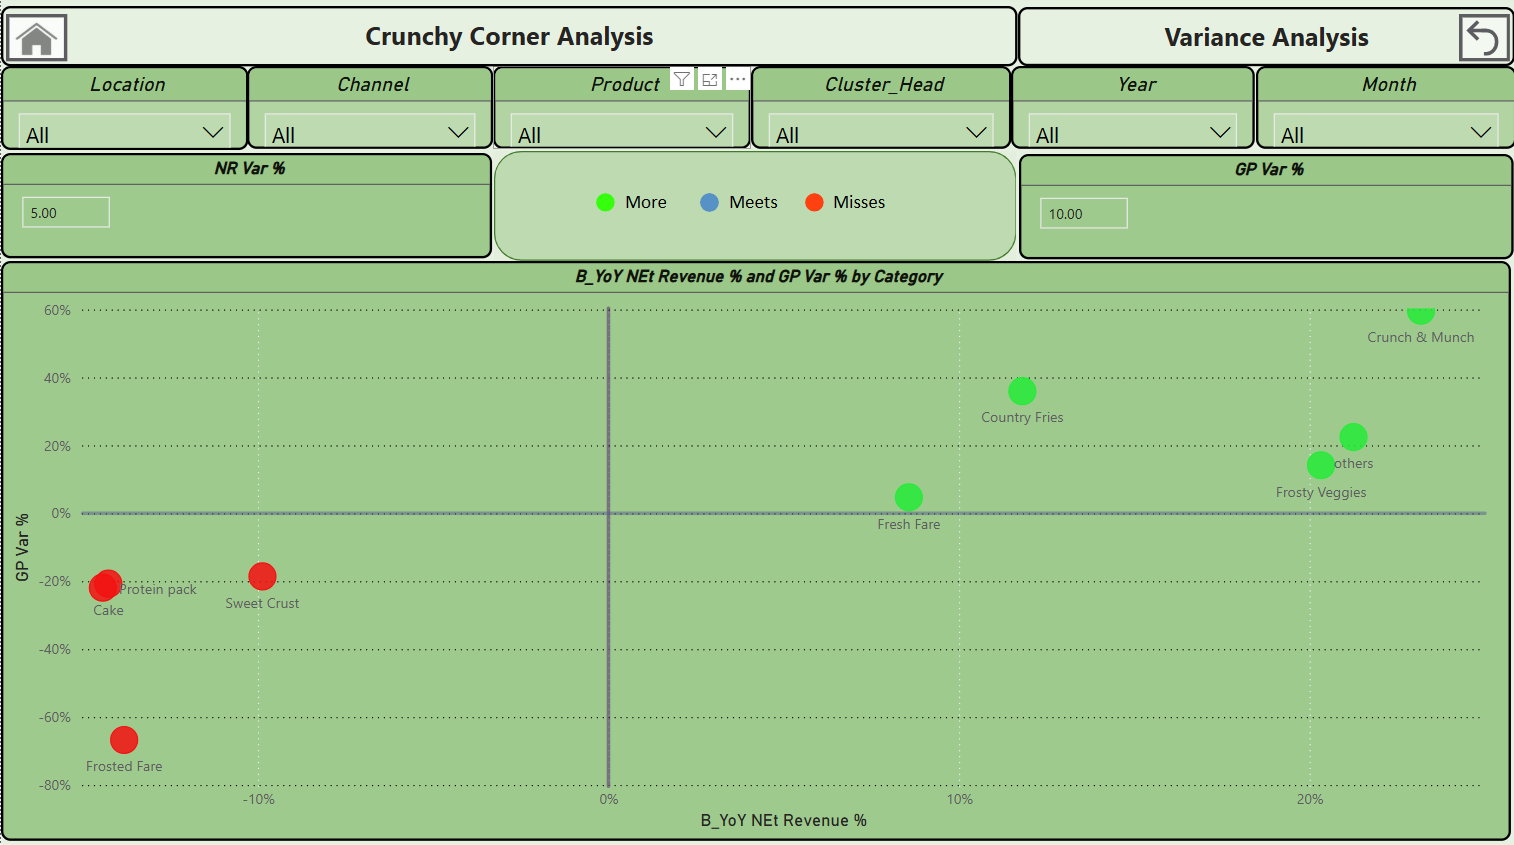 Crunchy Corner Analysis
Variance Analysis
Location
Channel
Product
Cluster_Head
Year
Month
All
All
All
All
All
All
NR Var %
5.00
More
Meets
Misses
GP Var %
10.00
B_YoY NEt Revenue % and GP Var % by Category
60%
40%
20%
0%
-20%
-40%
-60%
-80%
GP Var %
Crunch & Munch
Country Fries
others
Frosty Veggies
Fresh Fare
Protein pack
Cake
Sweet Crust
Frosted Fare
-10%
0%
10%
20%
B_YoY NEt Revenue %